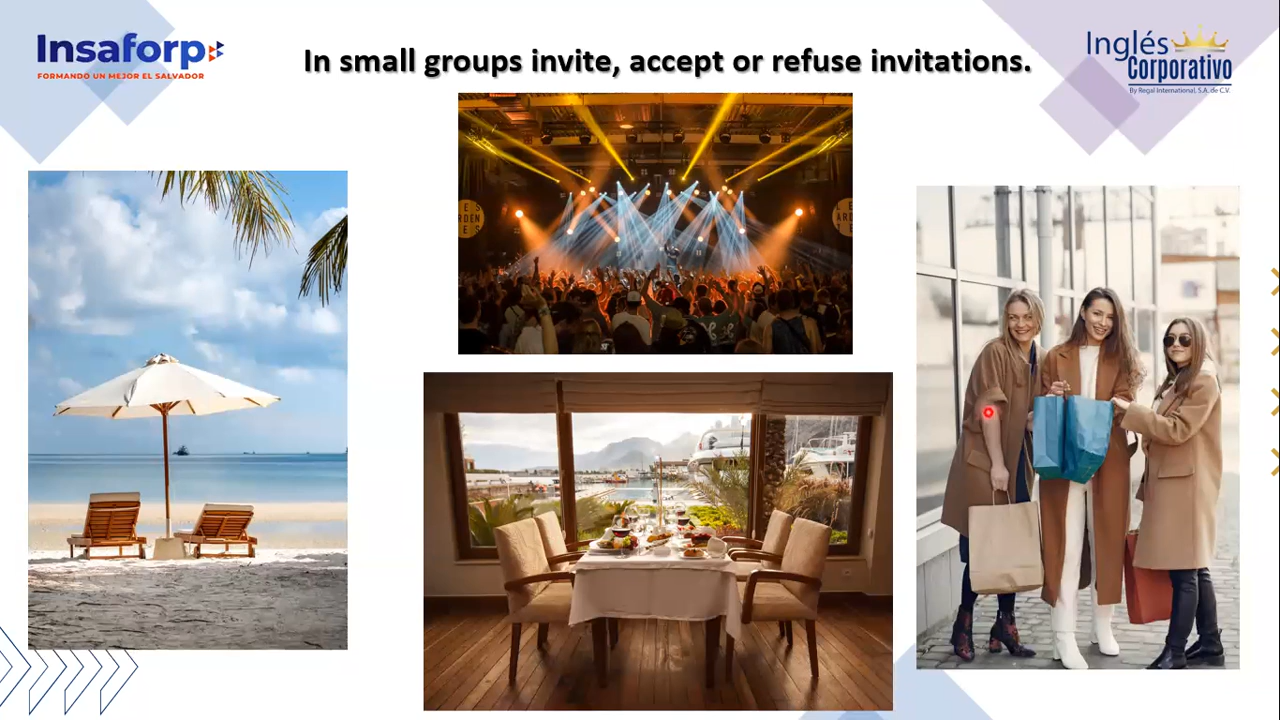 Insaforp
FORMANDO UN MEJOR EL SALVADOR
In small groups invite, accept or refuse invitations.
Inglés
Corporativo
By Regal International, S.A. de C.V.